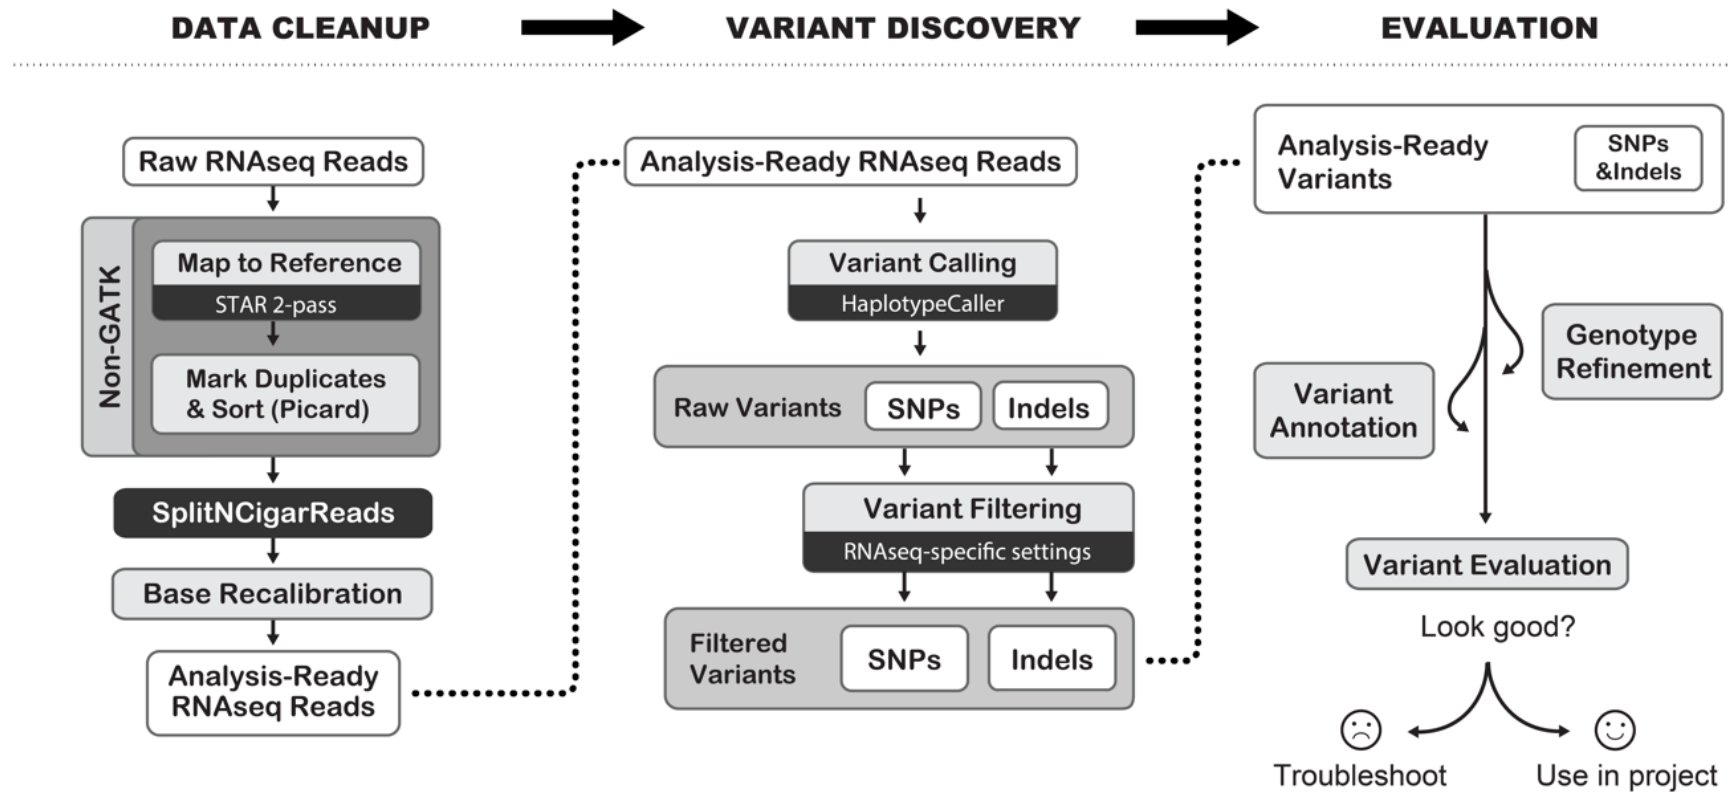 DATA CLEANUP
VARIANT DISCOVERY
EVALUATION
Raw RNAseq Reads
Non-GATK
Map to Reference
STAR 2-pass
Mark Duplicates
& Sort (Picard)
SplitNCigarReads
Base Recalibration
Analysis-Ready
RNAseq Reads
Analysis-Ready RNAseq Reads
Variant Calling
HaplotypeCaller
Raw Variants
SNPs
Indels
Variant Filtering
RNAseq-specific settings
Filtered
Variants
SNPs
Indels
Analysis-Ready
Variants
SNPs
&Indels
Genotype
Refinement
Variant
Annotation
Variant Evaluation
Look good?
Troubleshoot
Use in project